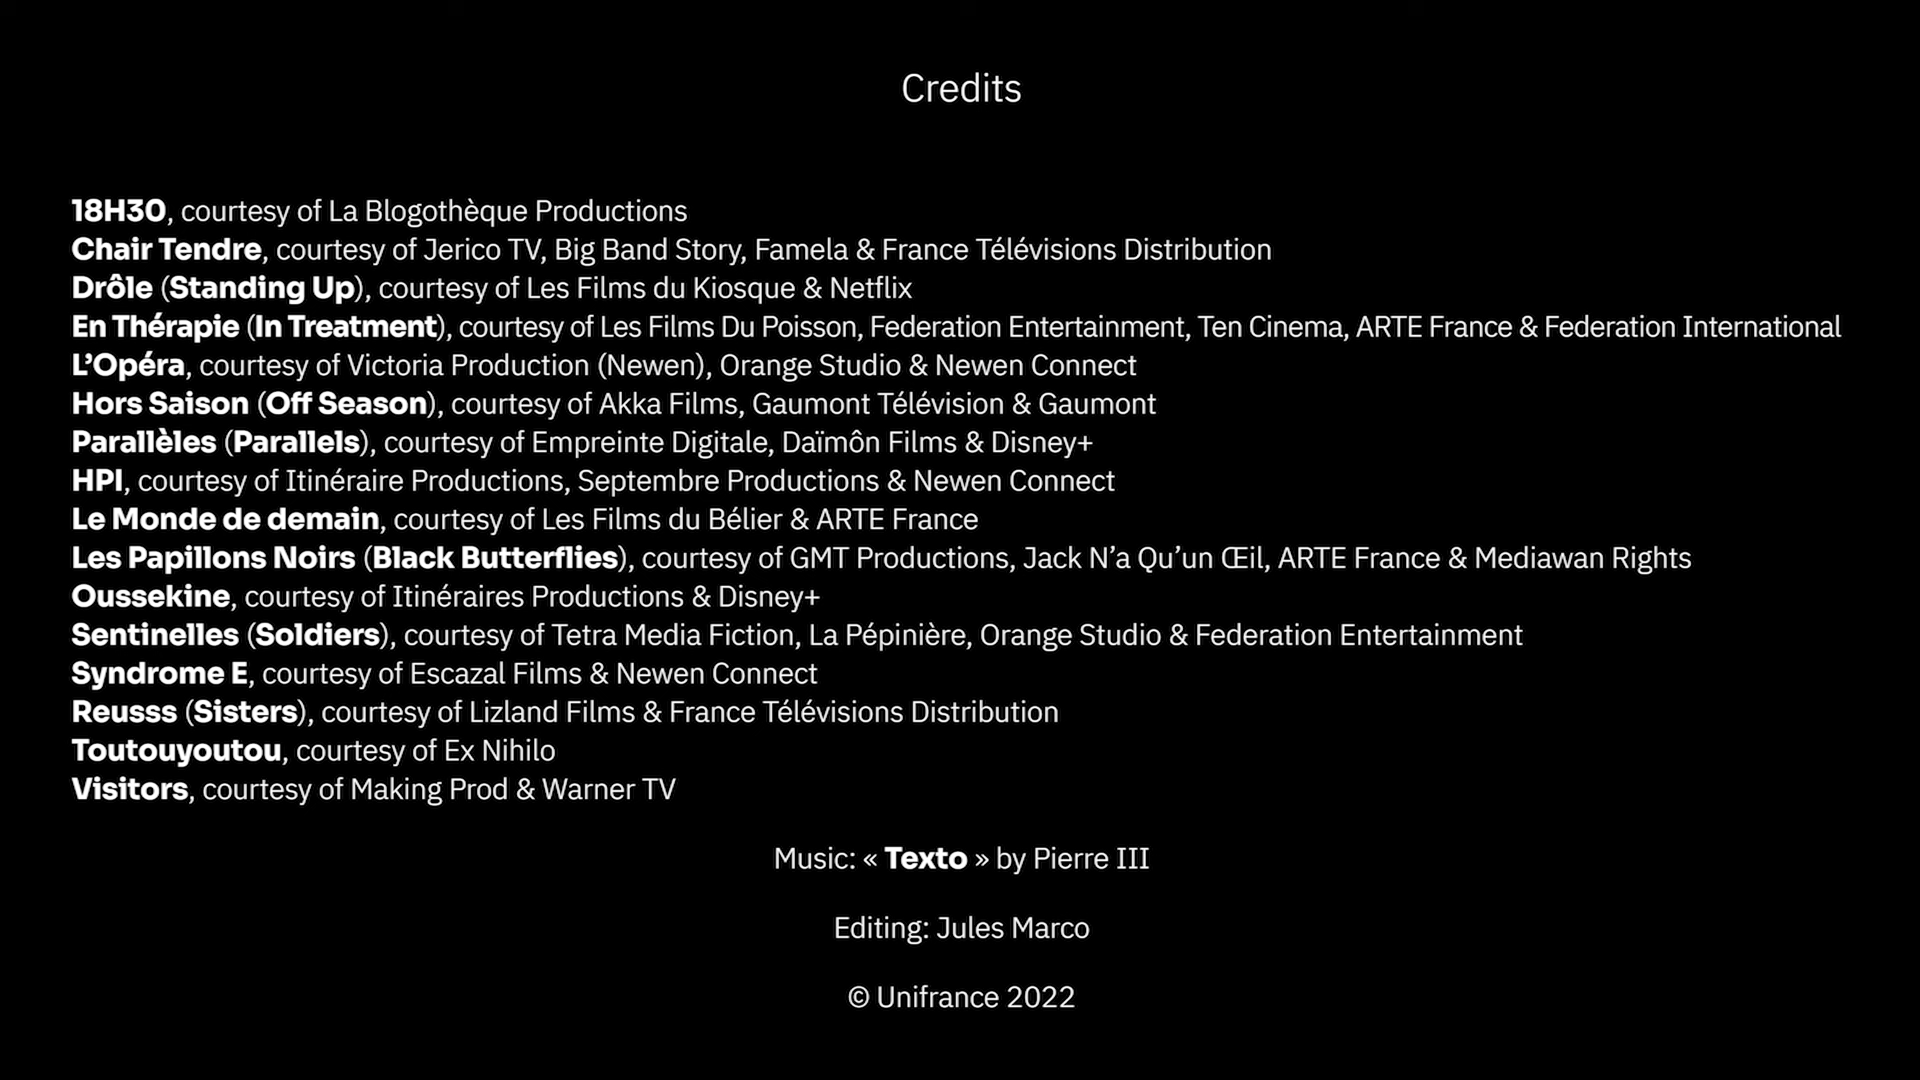 Credits
18H30, courtesy of La Blogothèque Productions
Chair Tendre, courtesy of Jerico TV, Big Band Story, Famela & France Télévisions Distribution
Drôle (Standing Up), courtesy of Les Films du Kiosque & Netflix
En Thérapie (In Treatment), courtesy of Les Films Du Poisson, Federation Entertainment, Ten Cinema, ARTE France & Federation International
L’Opéra, courtesy of Victoria Production (Newen), Orange Studio & Newen Connect
Hors Saison (Off Season), courtesy of Akka Films, Gaumont Télévision & Gaumont
Parallèles (Parallels), courtesy of Empreinte Digitale, Daïmôn Films & Disney+
HPI, courtesy of Itinéraire Productions, Septembre Productions & Newen Connect
Le Monde de demain, courtesy of Les Films du Bélier & ARTE France
Les Papillons Noirs (Black Butterflies), courtesy of GMT Productions, Jack N’a Qu’un Œil, ARTE France & Mediawan Rights
Oussekine, courtesy of Itinéraires Productions & Disney+
Sentinelles (Soldiers), courtesy of Tetra Media Fiction, La Pépinière, Orange Studio & Federation Entertainment
Syndrome E, courtesy of Escazal Films & Newen Connect
Reusss (Sisters), courtesy of Lizland Films & France Télévisions Distribution
Toutouyoutou, courtesy of Ex Nihilo
Visitors, courtesy of Making Prod & Warner TV
Music: « Texto » by Pierre III
Editing: Jules Marco
© Unifrance 2022